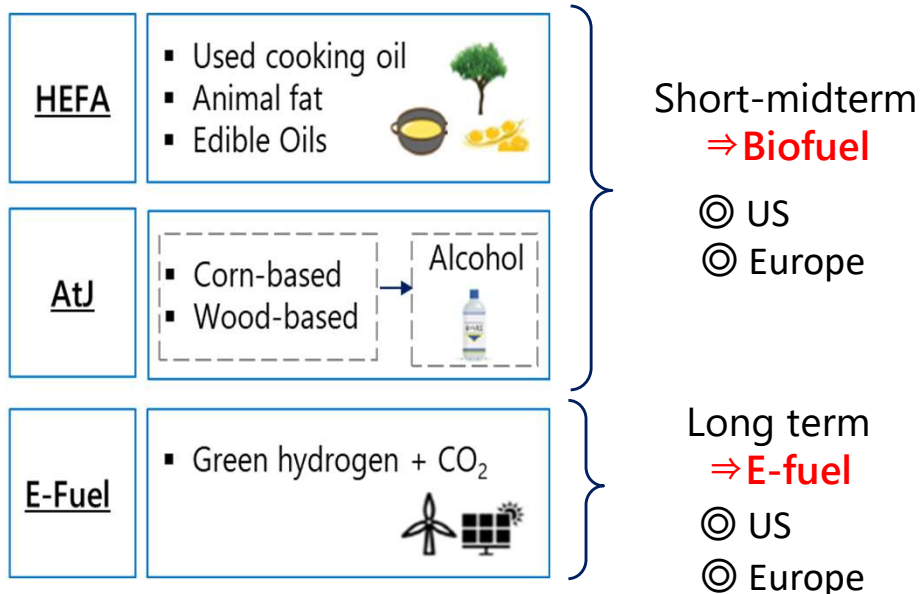 HEFA
▪ Used cooking oil
▪ Animal fat
▪ Edible Oils
Short-midterm
⇒Biofuel
◎ US
◎ Europe
AtJ
▪ Corn-based
▪ Wood-based
Alcohol
E-Fuel
▪ Green hydrogen + CO₂
Long term
⇒E-fuel
◎ US
◎ Europe